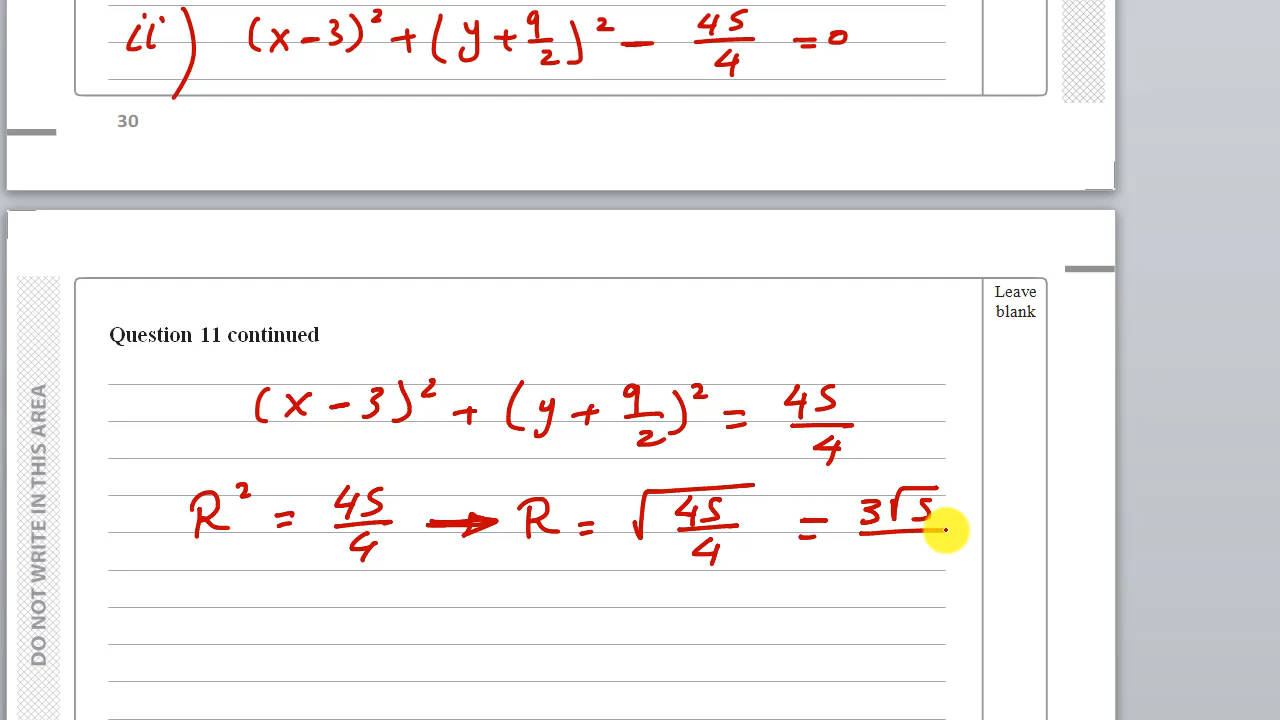 ii) (x - 3)² + (y + 9/2)² - 45/4 = 0
30
Leave
blank
Question 11 continued
(x - 3)² + (y + 9/2)² = 45/4
R² = 45/4 → R = √(45/4) = 3√5
DO NOT WRITE IN THIS AREA